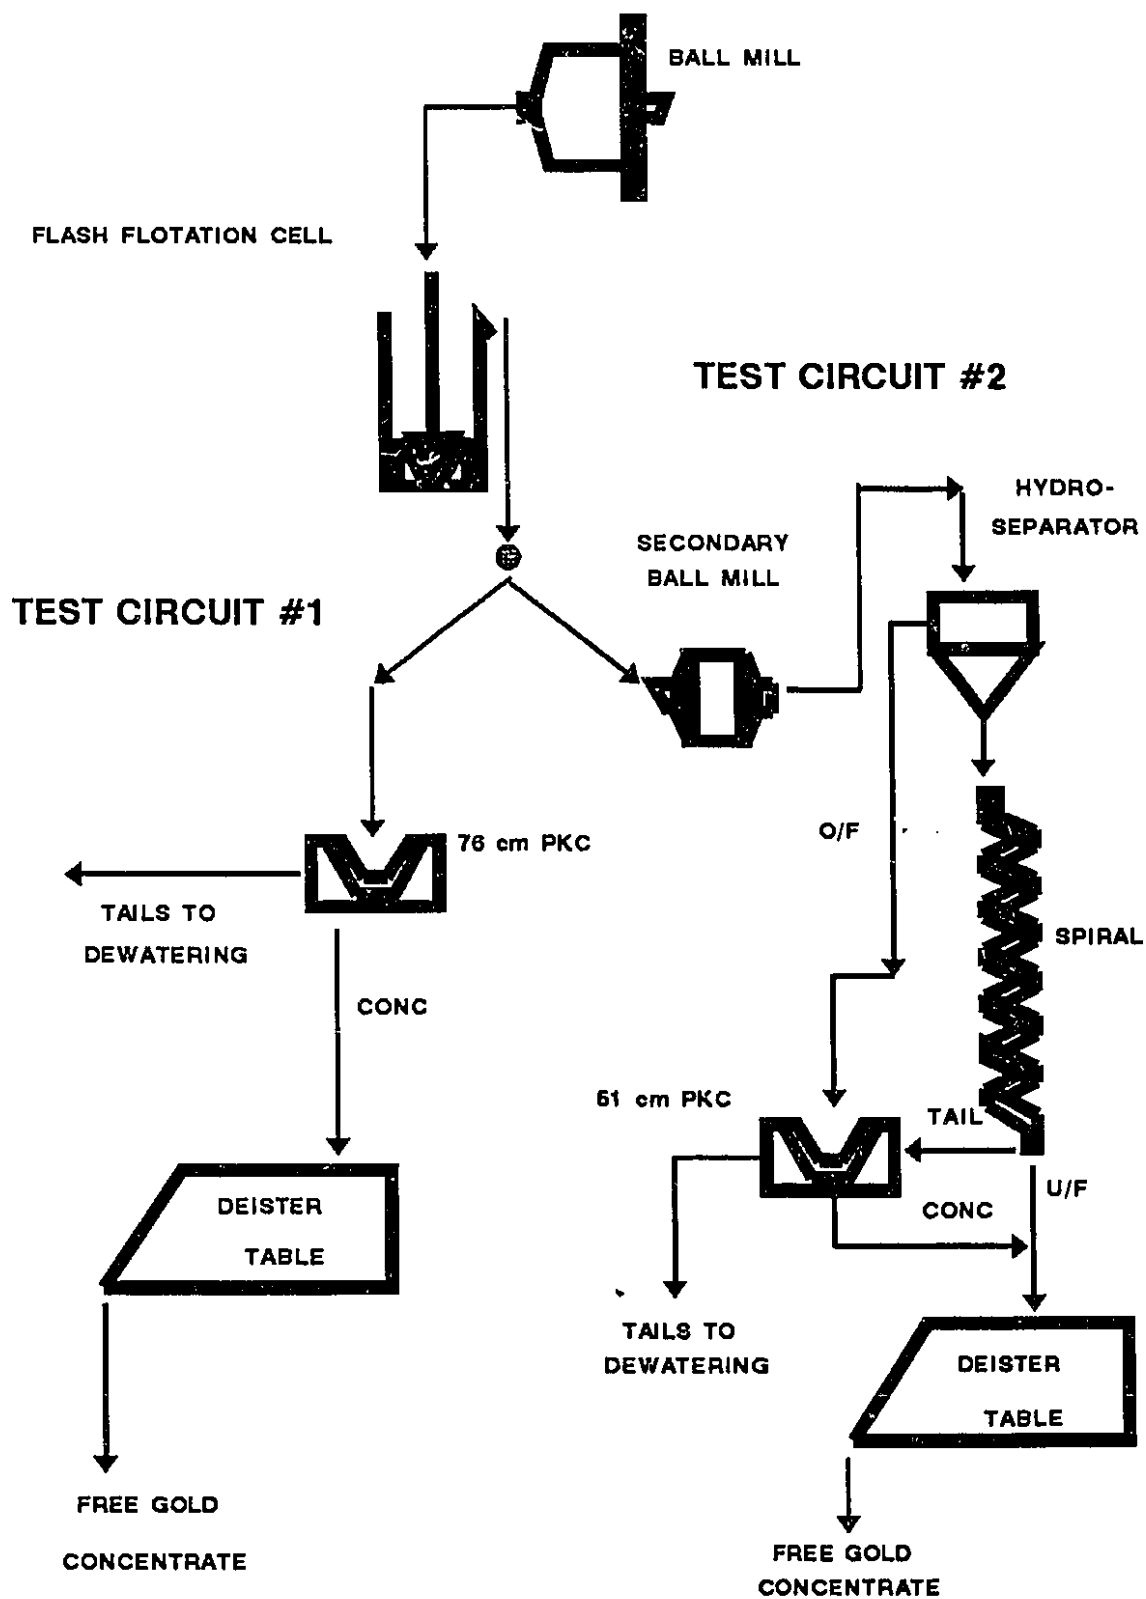 BALL MILL
FLASH FLOTATION CELL
TEST CIRCUIT #2
HYDRO-
SEPARATOR
SECONDARY
BALL MILL
TEST CIRCUIT #1
O/F
76 cm PKC
TAILS TO
DEWATERING
SPIRAL
CONC
51 cm PKC
TAIL
U/F
CONC
DEISTER
TABLE
TAILS TO
DEWATERING
DEISTER
TABLE
FREE GOLD
CONCENTRATE
FREE GOLD
CONCENTRATE